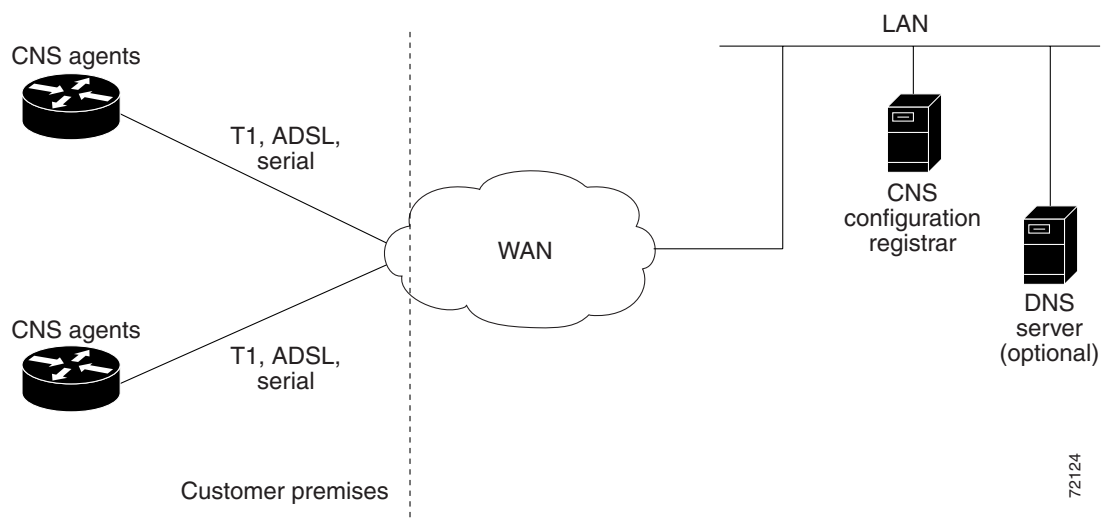 LAN
CNS agents
T1, ADSL,
serial
CNS
configuration
registrar
WAN
DNS
server
(optional)
CNS agents
T1, ADSL,
serial
Customer premises
72124